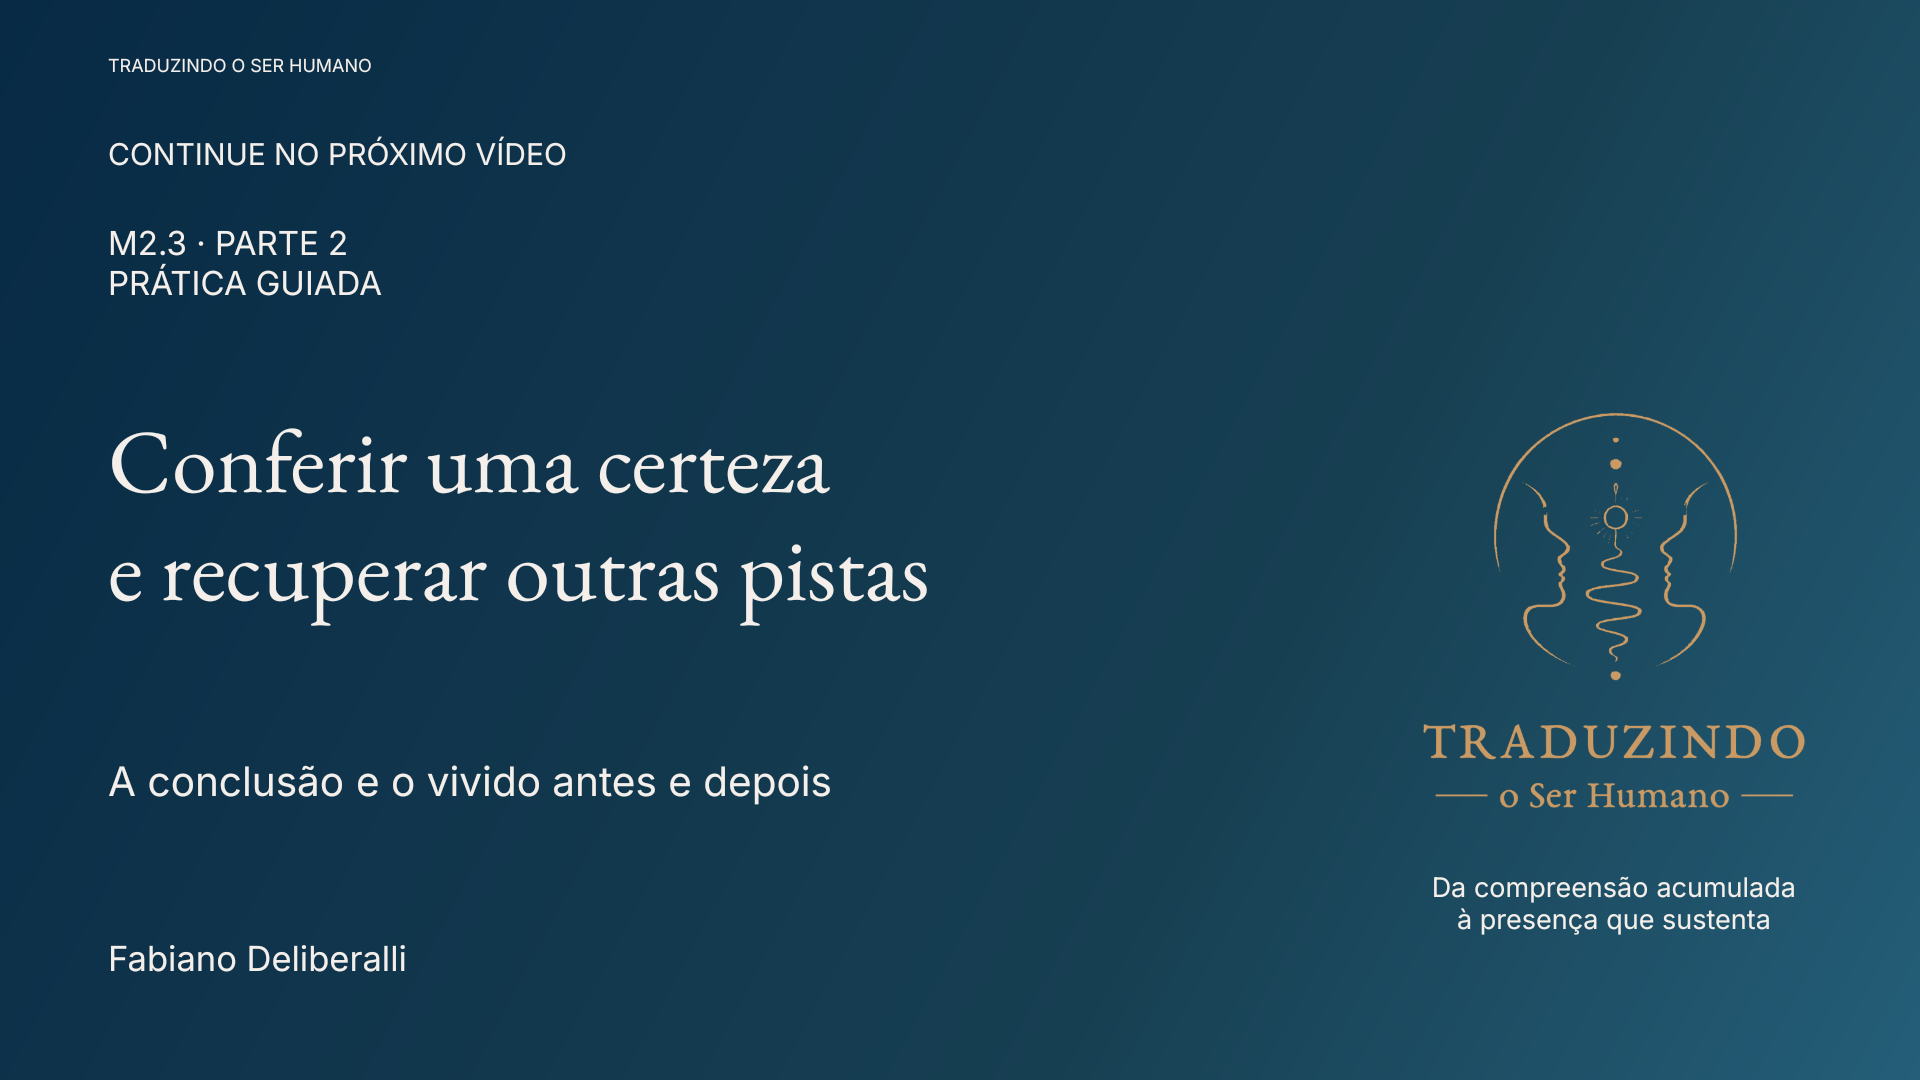 TRADUZINDO O SER HUMANO
CONTINUE NO PRÓXIMO VÍDEO
M2.3 · PARTE 2
PRÁTICA GUIADA
Conferir uma certeza
e recuperar outras pistas
A conclusão e o vivido antes e depois
Fabiano Deliberalli
TRADUZINDO
o Ser Humano
Da compreensão acumulada
à presença que sustenta